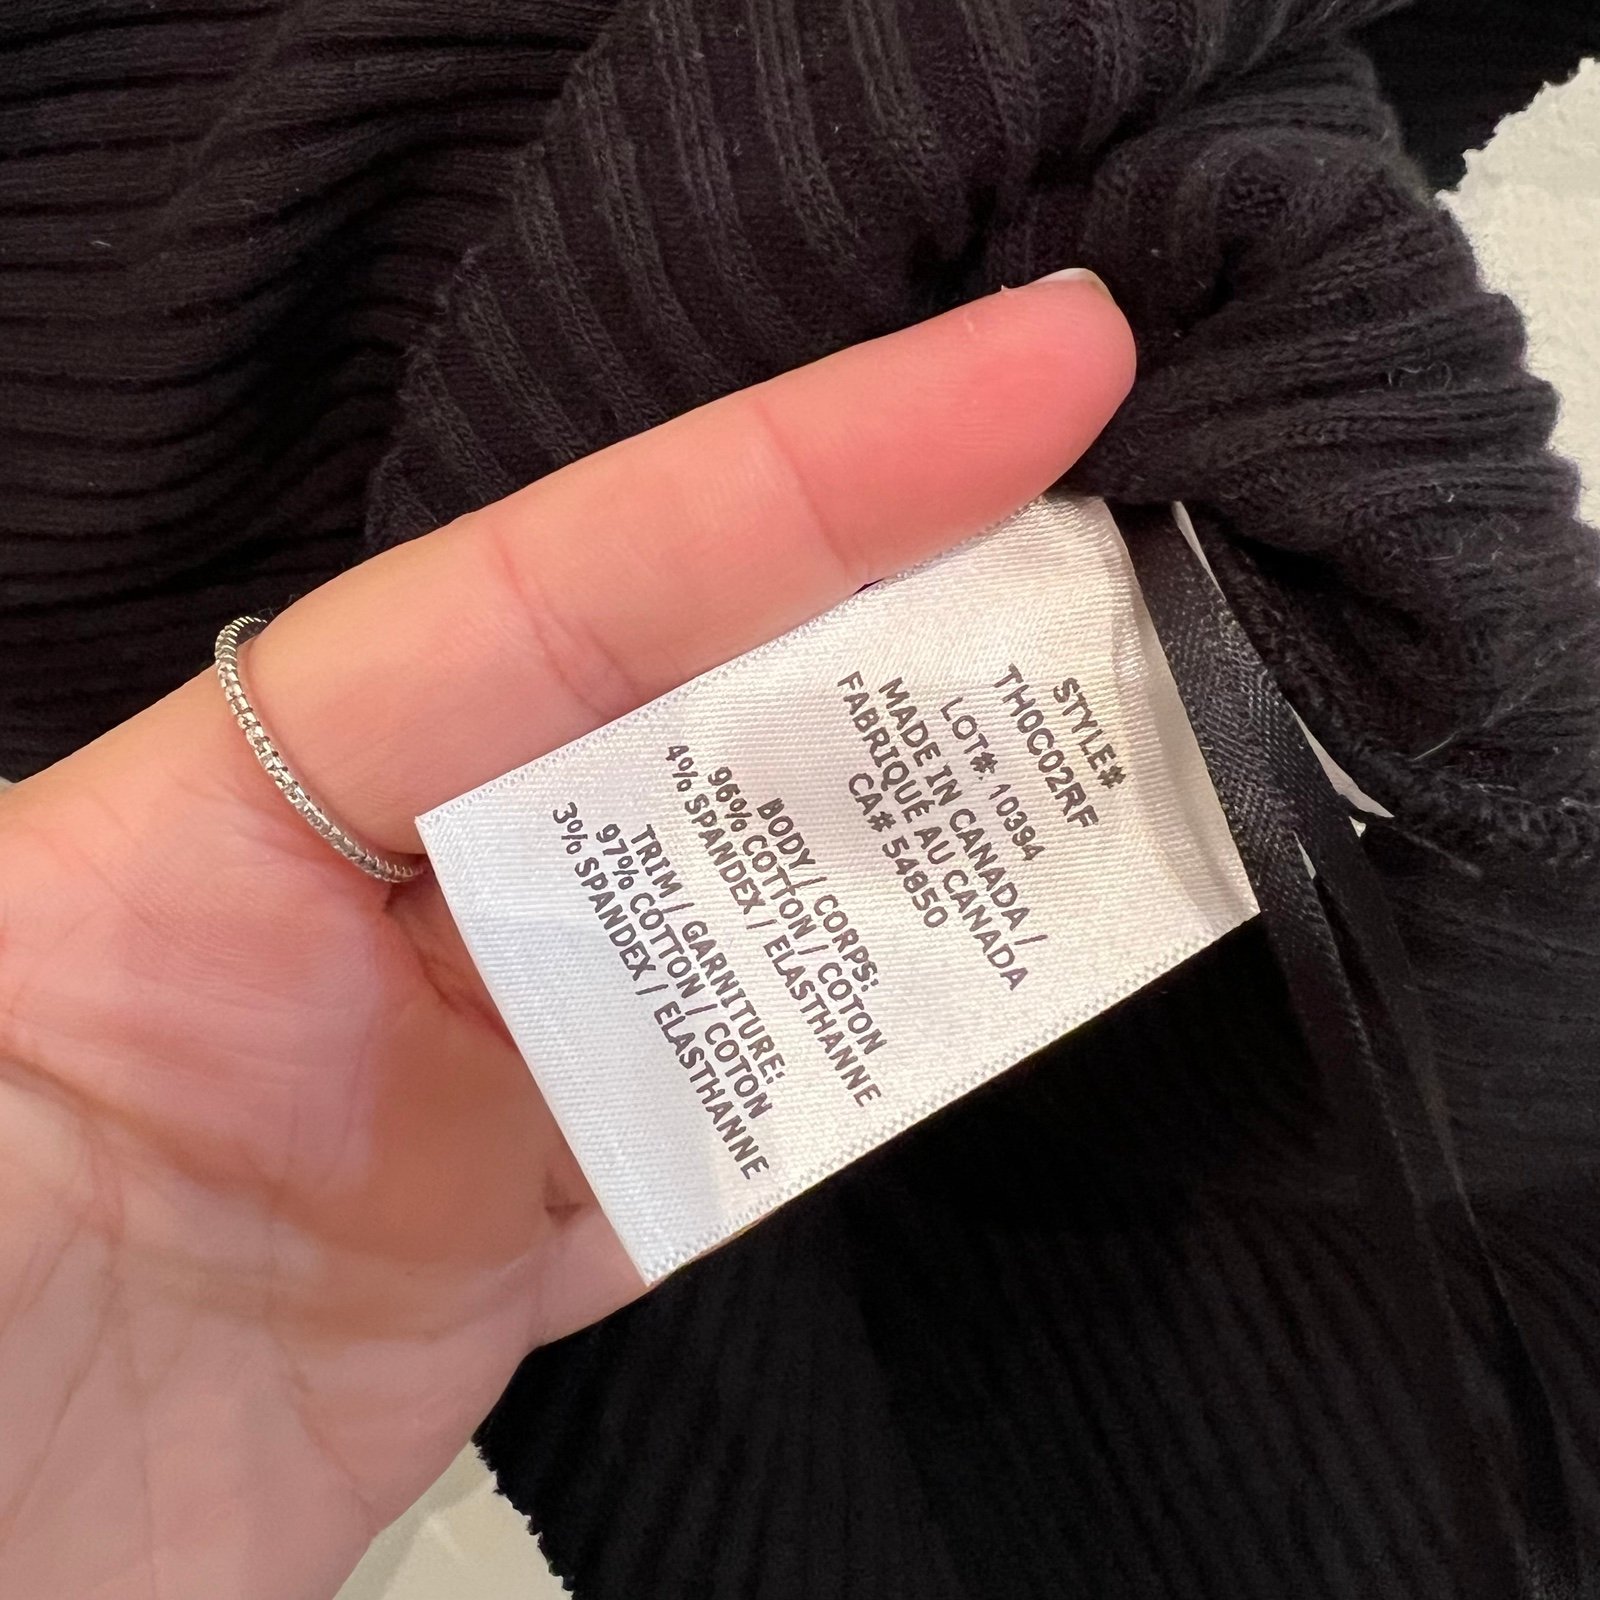 STYLE#
THOC02RF
LOT# 10394
MADE IN CANADA /
FABRIQUÉ AU CANADA
CA# 54850
BODY / CORPS:
96% COTTON / COTON
4% SPANDEX / ELASTHANNE
TRIM / GARNITURE:
97% COTTON / COTON
3% SPANDEX / ELASTHANNE